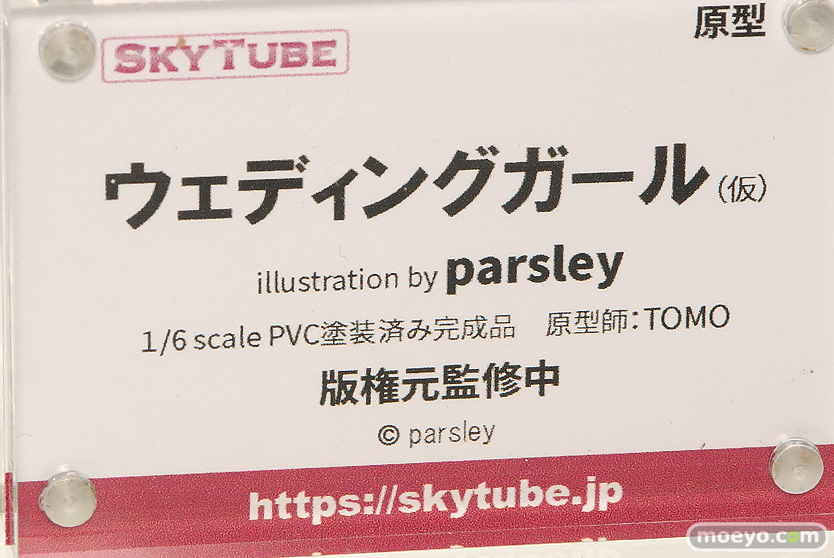 原型
SKYTUBE
ウェディングガール(仮)
illustration by parsley
1/6 scale PVC塗装済み完成品 原型師:TOMO
版権元監修中
© parsley
https://skytube.jp
moeyo.com